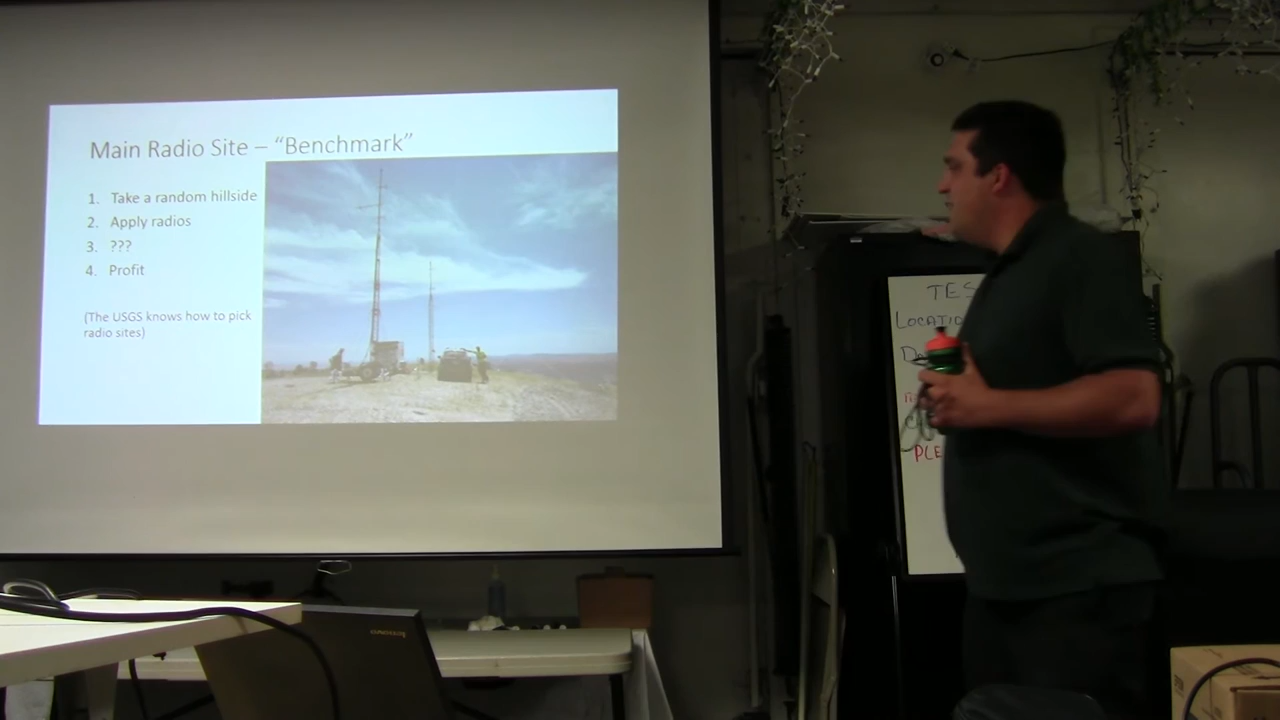 Main Radio Site – “Benchmark”
1. Take a random hillside
2. Apply radios
3. ???
4. Profit
(The USGS knows how to pick
radio sites)
TES
LOCATIO
PLE
lenovo